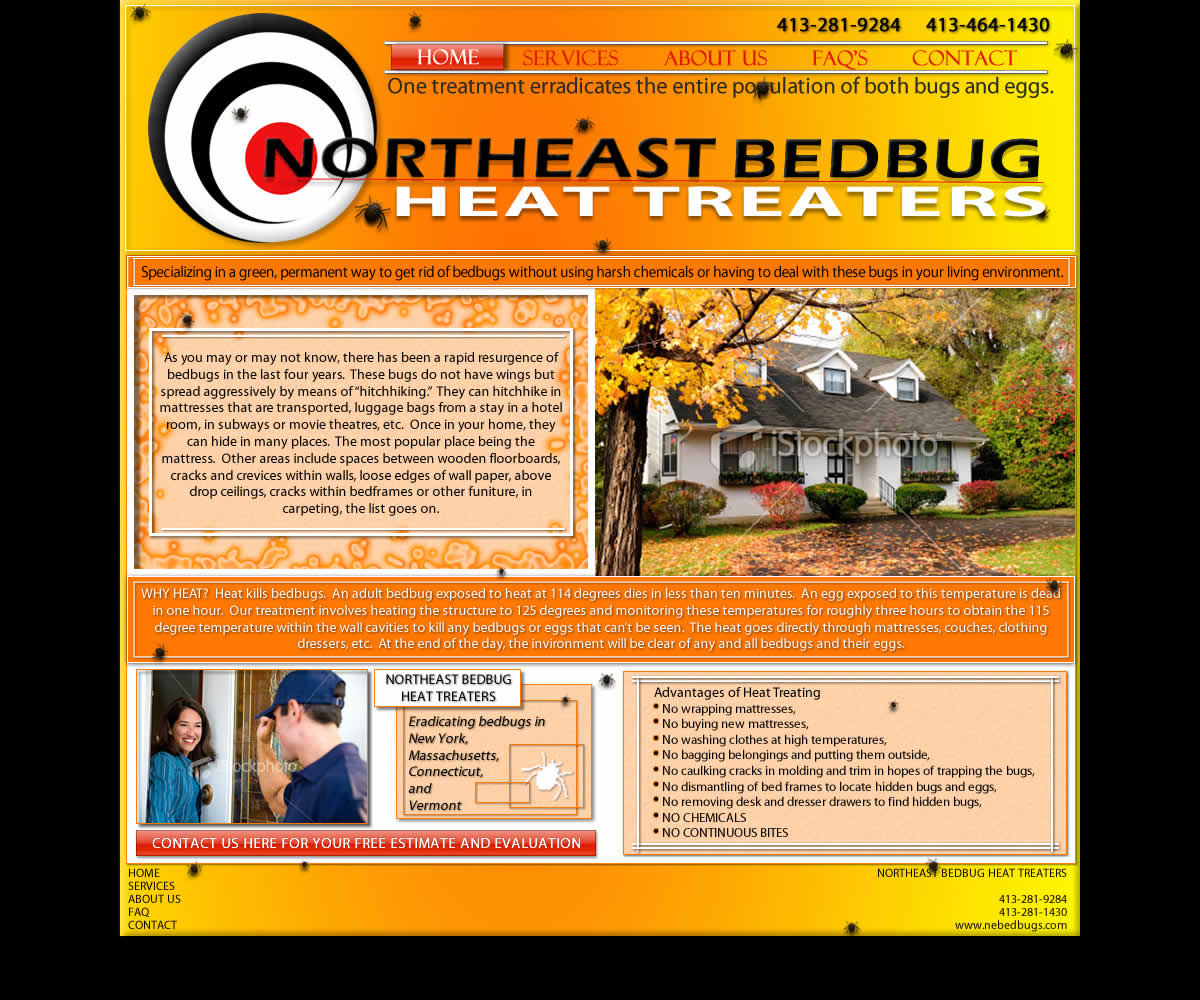 413-281-9284 413-464-1430
HOME SERVICES ABOUT US FAQ'S CONTACT
One treatment erradicates the entire population of both bugs and eggs.
NORTHEAST BEDBUG
HEAT TREATERS
Specializing in a green, permanent way to get rid of bedbugs without using harsh chemicals or having to deal with these bugs in your living environment.
As you may or may not know, there has been a rapid resurgence of
bedbugs in the last four years. These bugs do not have wings but
spread aggressively by means of "hitchhiking." They can hitchhike in
mattresses that are transported, luggage bags from a stay in a hotel
room, in subways or movie theatres, etc. Once in your home, they
can hide in many places. The most popular place being the
mattress. Other areas include spaces between wooden floorboards,
cracks and crevices within walls, loose edges of wall paper, above
drop ceilings, cracks within bedframes or other funiture, in
carpeting, the list goes on.
iStockphoto
WHY HEAT? Heat kills bedbugs. An adult bedbug exposed to heat at 114 degrees dies in less than ten minutes. An egg exposed to this temperature is dead
in one hour. Our treatment involves heating the structure to 125 degrees and monitoring these temperatures for roughly three hours to obtain the 115
degree temperature within the wall cavities to kill any bedbugs or eggs that can't be seen. The heat goes directly through mattresses, couches, clothing
dressers, etc. At the end of the day, the invironment will be clear of any and all bedbugs and their eggs.
iStockphoto
NORTHEAST BEDBUG
HEAT TREATERS
Eradicating bedbugs in
New York,
Massachusetts,
Connecticut,
and
Vermont
CONTACT US HERE FOR YOUR FREE ESTIMATE AND EVALUATION
Advantages of Heat Treating
• No wrapping mattresses,
• No buying new mattresses,
• No washing clothes at high temperatures,
• No bagging belongings and putting them outside,
• No caulking cracks in molding and trim in hopes of trapping the bugs,
• No dismantling of bed frames to locate hidden bugs and eggs,
• No removing desk and dresser drawers to find hidden bugs,
• NO CHEMICALS
• NO CONTINUOUS BITES
HOME
SERVICES
ABOUT US
FAQ
CONTACT
NORTHEAST BEDBUG HEAT TREATERS
413-281-9284
413-281-1430
www.nebedbugs.com